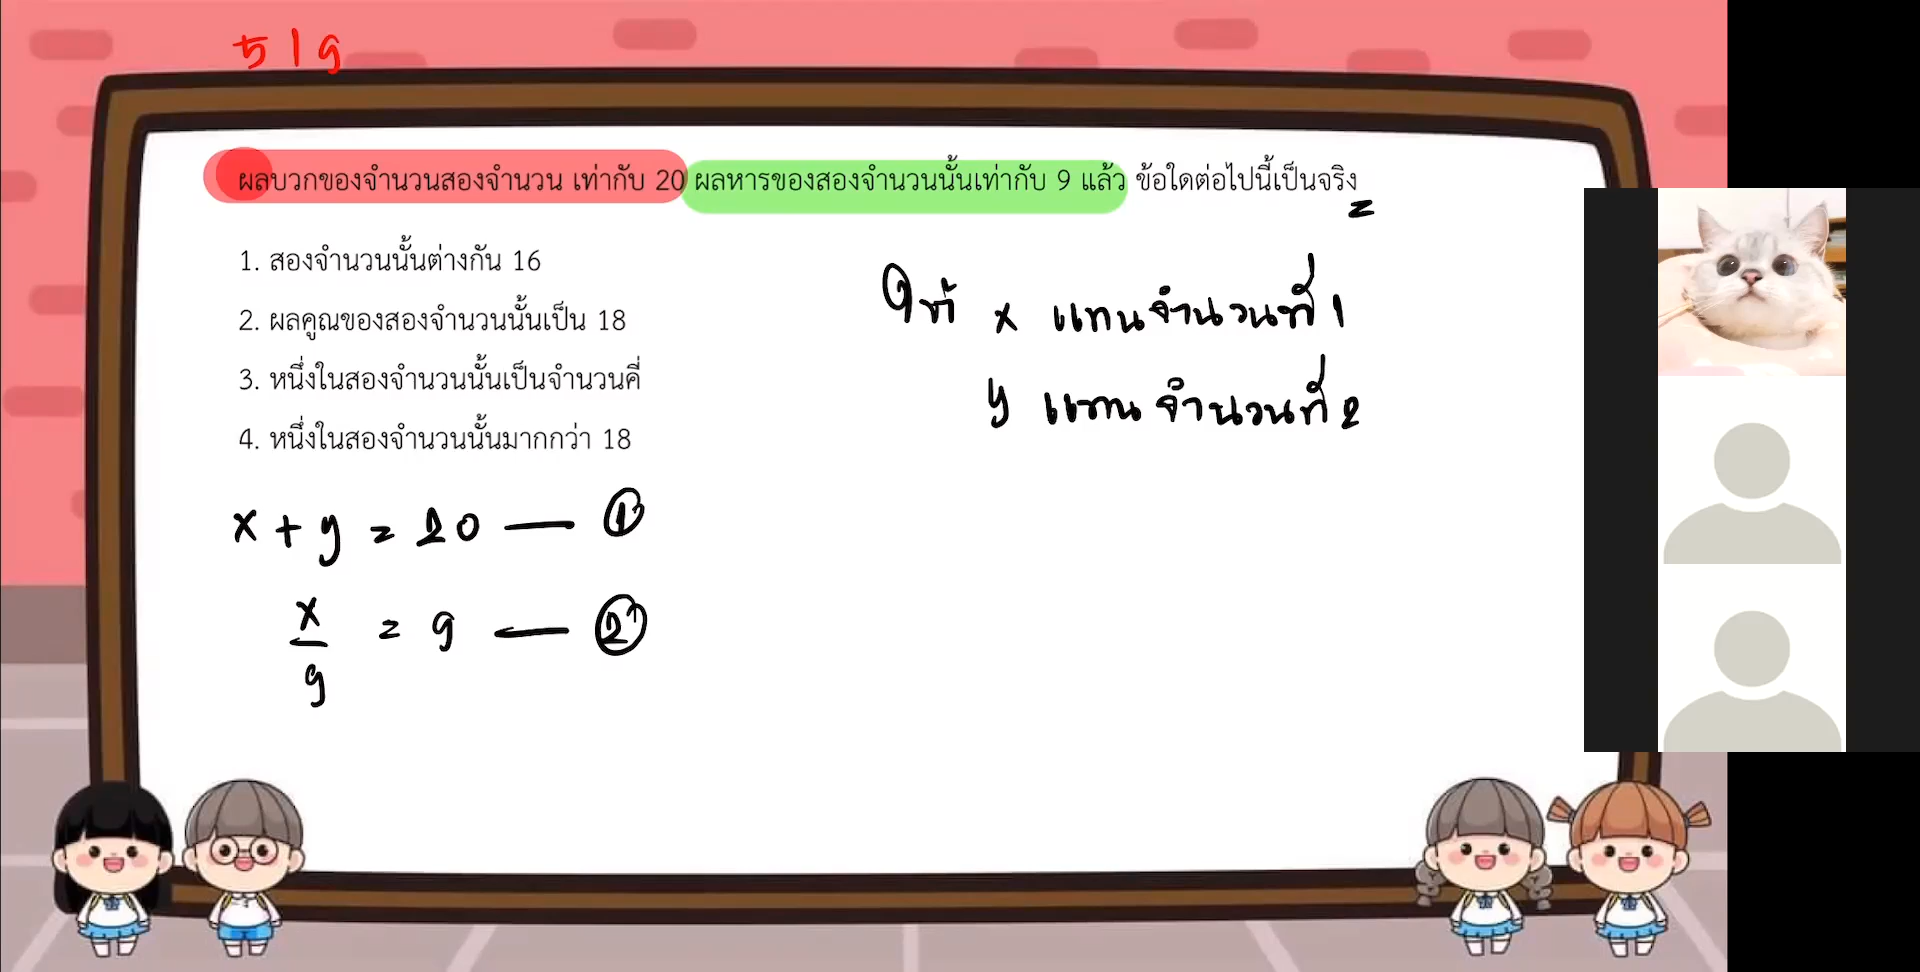 519
ผลบวกของจำนวนสองจำนวน เท่ากับ 20 ผลหารของสองจำนวนนั้นเท่ากับ 9 แล้ว ข้อใดต่อไปนี้เป็นจริง
1. สองจำนวนนั้นต่างกัน 16
2. ผลคูณของสองจำนวนนั้นเป็น 18
3. หนึ่งในสองจำนวนนั้นเป็นจำนวนคี่
4. หนึ่งในสองจำนวนนั้นมากกว่า 18
ให้ x แทนจำนวนที่ 1
y แทน จำนวนที่ 2
x + y = 20 — ①
x/y = 9 — ②